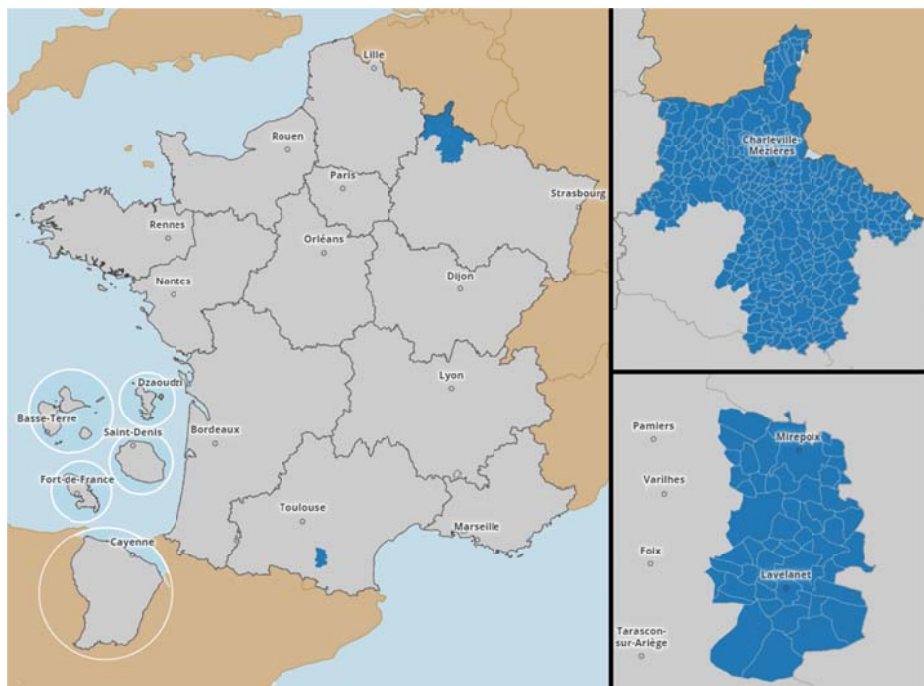 Lille
Rouen
Paris
Strasbourg
Rennes
Orléans
Nantes
Dijon
Lyon
Dzaoudzi
Basse-Terre
Saint-Denis
Bordeaux
Fort-de-France
Toulouse
Marseille
Cayenne
Charleville-
Mézières
Pamiers
Mirepoix
Varilhes
Foix
Lavelanet
Tarascon-
sur-Ariège